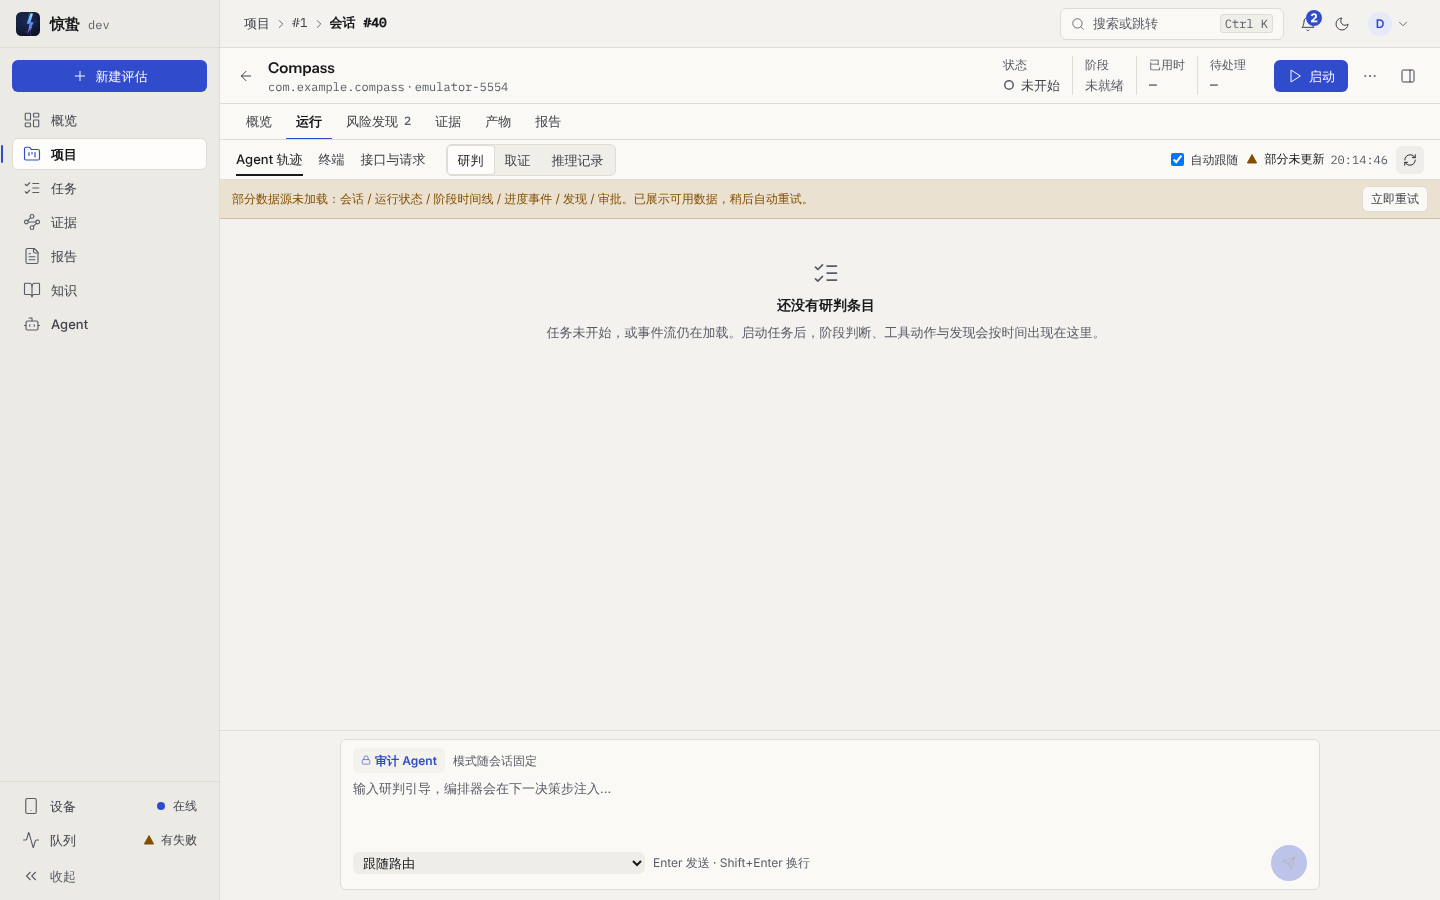 惊蛰 dev
项目 #1 会话 #40
搜索或跳转 Ctrl K
2
D
新建评估
概览
项目
任务
证据
报告
知识
Agent
设备 在线
队列 有失败
收起
Compass
com.example.compass · emulator-5554
状态 阶段 已用时 待处理
未开始 未就绪 — —
启动
概览 运行 风险发现 2 证据 产物 报告
Agent 轨迹 终端 接口与请求 研判 取证 推理记录
自动跟随 部分未更新 20:14:46
部分数据源未加载：会话 / 运行状态 / 阶段时间线 / 进度事件 / 发现 / 审批。已展示可用数据，稍后自动重试。
立即重试
还没有研判条目
任务未开始，或事件流仍在加载。启动任务后，阶段判断、工具动作与发现会按时间出现在这里。
审计 Agent 模式随会话固定
输入研判引导，编排器会在下一决策步注入...
跟随路由 Enter 发送 · Shift+Enter 换行